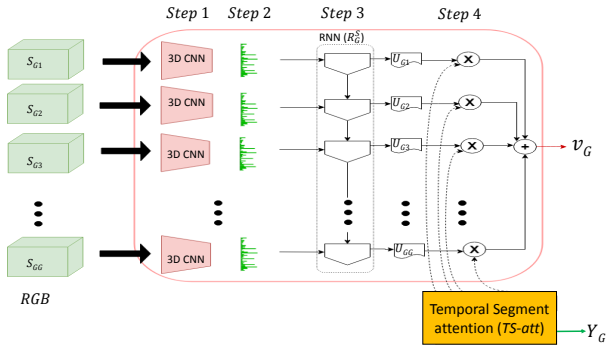 Step 1 Step 2 Step 3 Step 4
RNN (R_G^S)
S_G1 3D CNN U_G1 ×
S_G2 3D CNN U_G2 ×
S_G3 3D CNN U_G3 × + v_G
S_GG 3D CNN U_GG ×
RGB
Temporal Segment
attention (TS-att)
Y_G